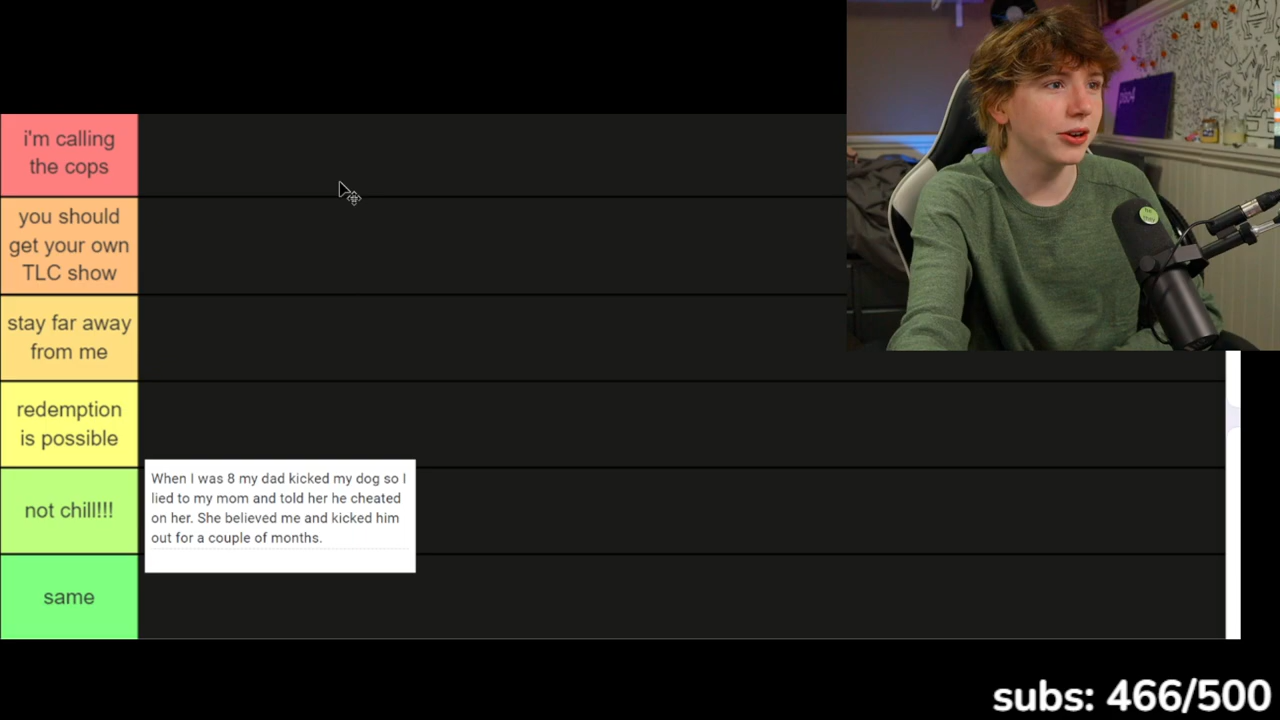 i'm calling
the cops
you should
get your own
TLC show
stay far away
from me
redemption
is possible
not chill!!!
When I was 8 my dad kicked my dog so I
lied to my mom and told her he cheated
on her. She believed me and kicked him
out for a couple of months.
same
subs: 466/500